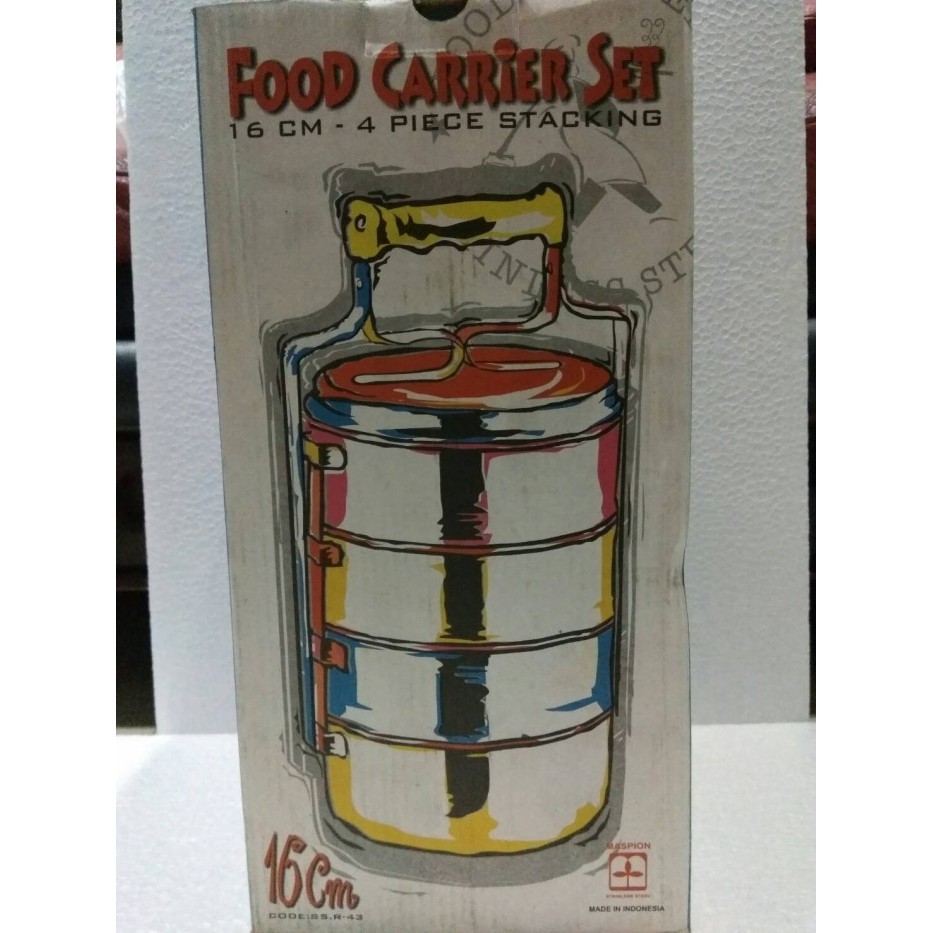 FOOD CARRIER SET
16 CM - 4 PIECE STACKING
16 Cm
CODE:SS.R-43
MASPION
STAINLESS STEEL
MADE IN INDONESIA